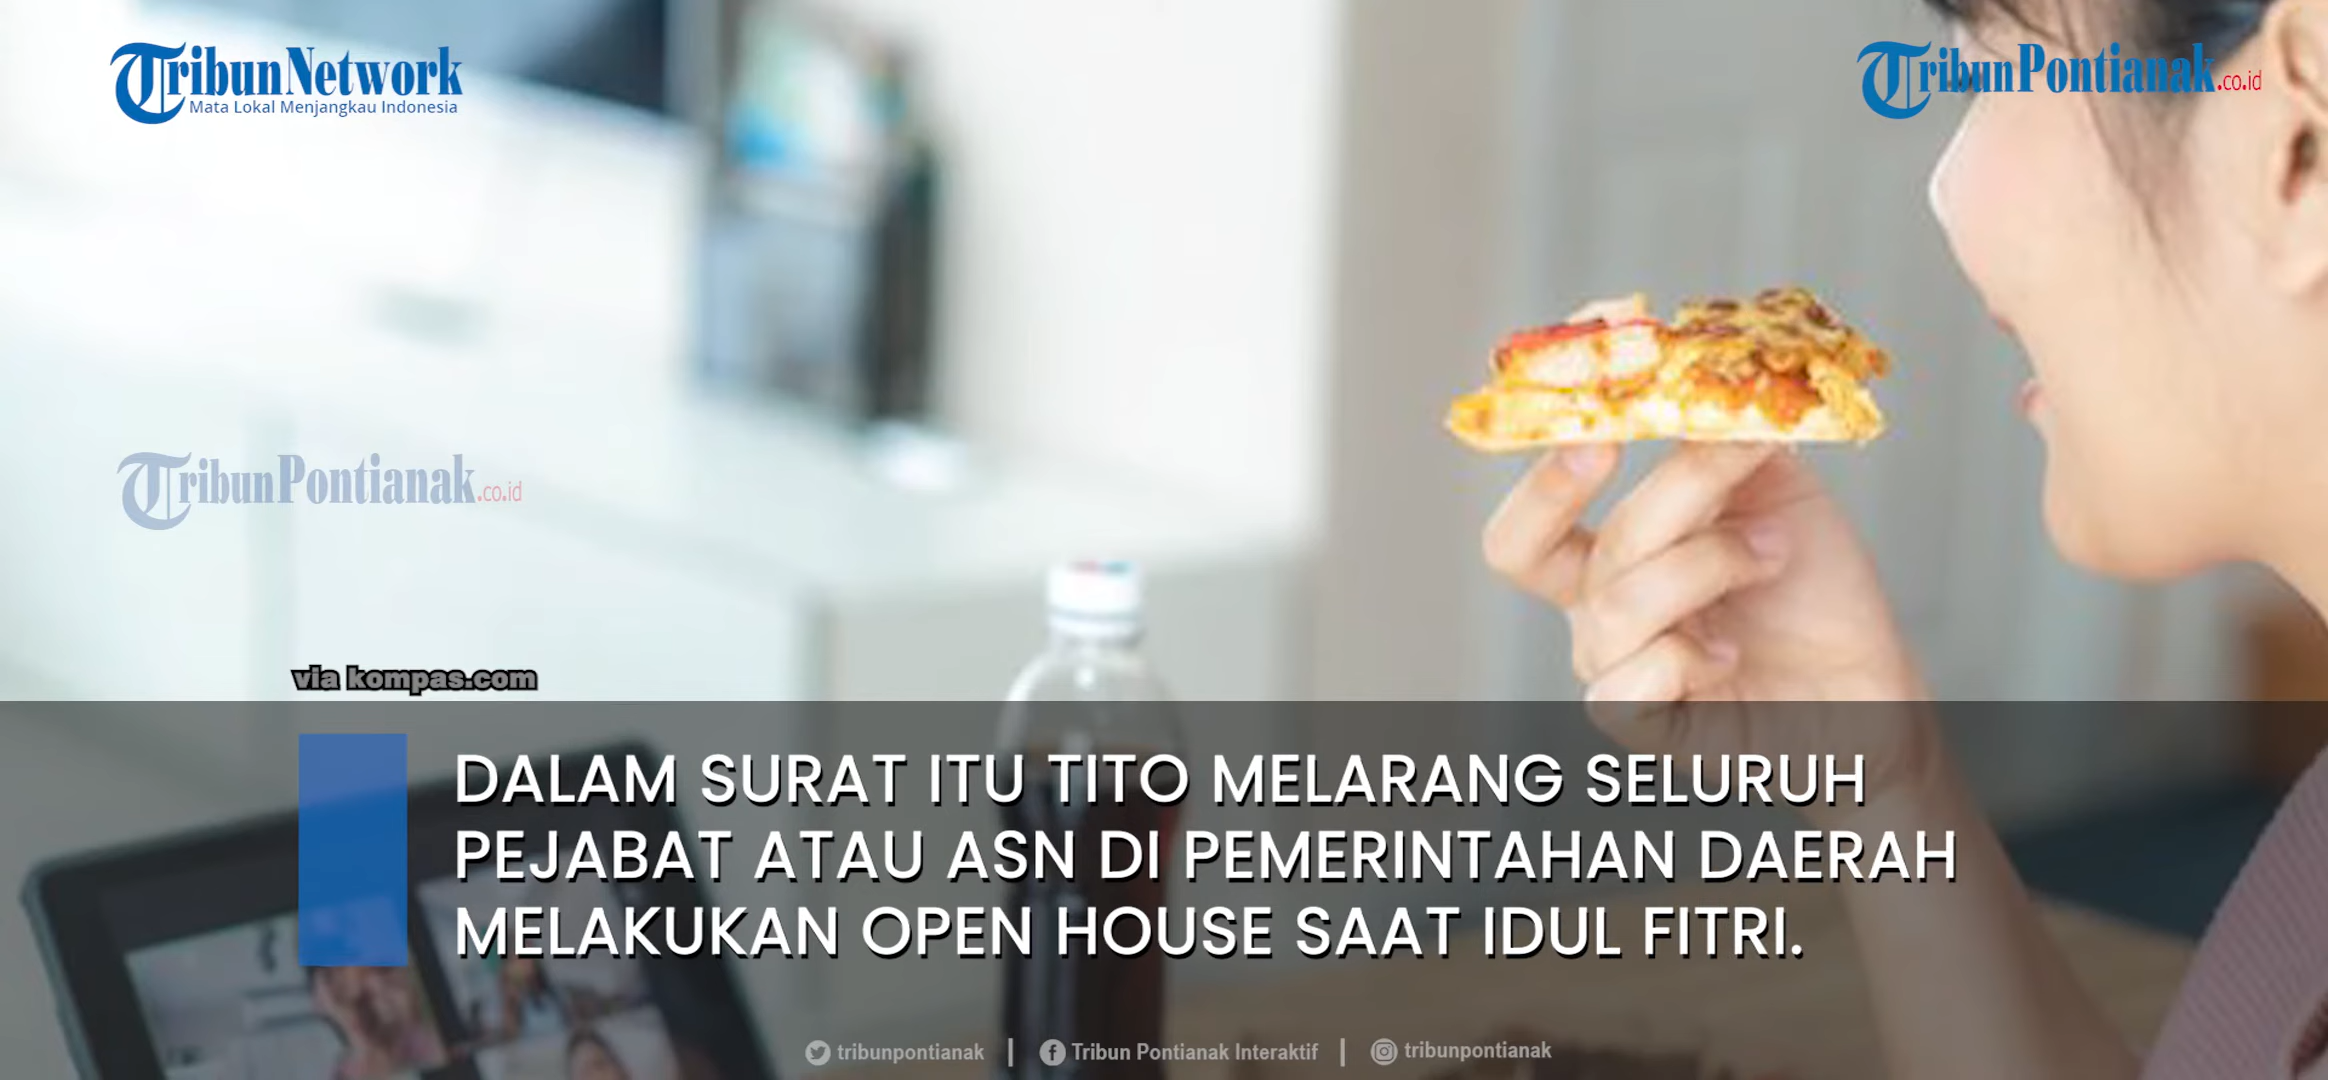 TribunNetwork
Mata Lokal Menjangkau Indonesia
TribunPontianak.co.id
TribunPontianak.co.id
via kompas.com
DALAM SURAT ITU TITO MELARANG SELURUH
PEJABAT ATAU ASN DI PEMERINTAHAN DAERAH
MELAKUKAN OPEN HOUSE SAAT IDUL FITRI.
tribunpontianak | Tribun Pontianak Interaktif | tribunpontianak